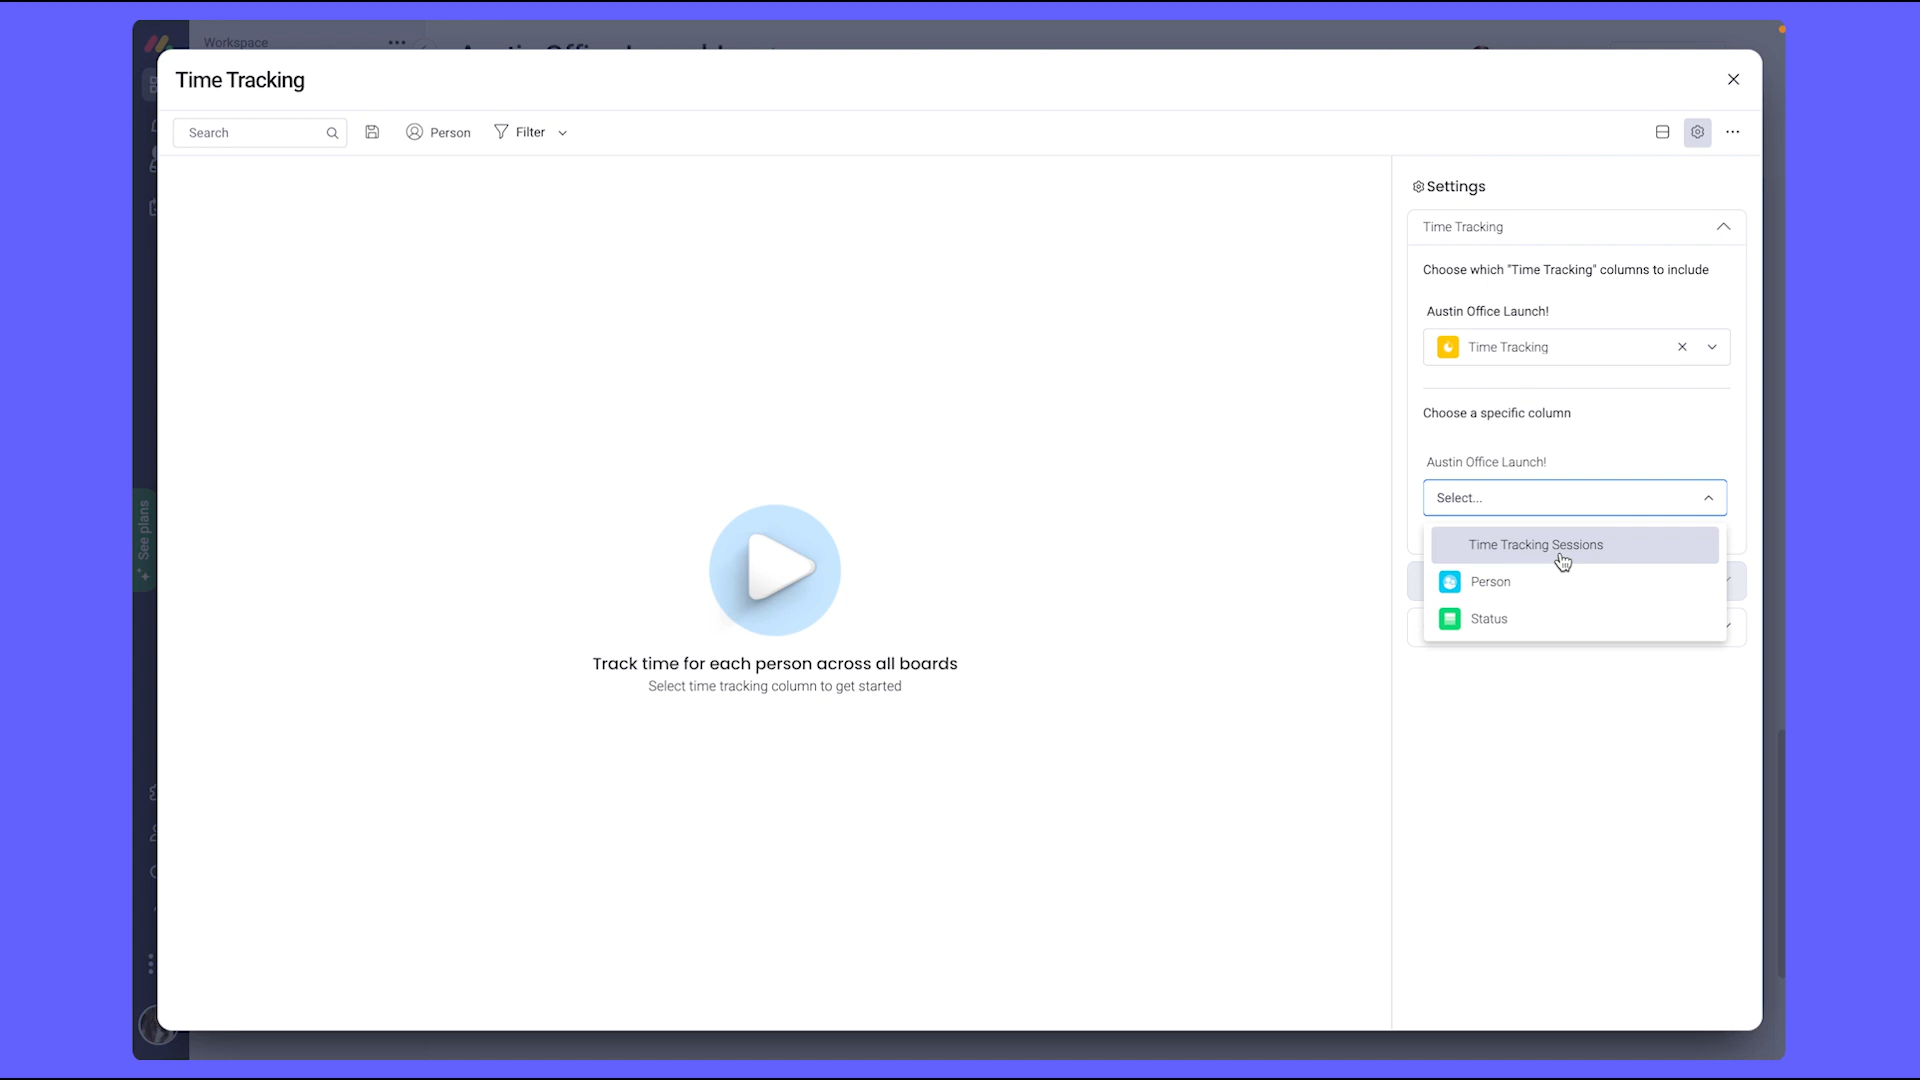 Workspace
Time Tracking
Search
Person
Filter
Settings
Time Tracking
Choose which "Time Tracking" columns to include
Austin Office Launch!
Time Tracking
Choose a specific column
Austin Office Launch!
Select...
Time Tracking Sessions
Person
Status
See plans
Track time for each person across all boards
Select time tracking column to get started